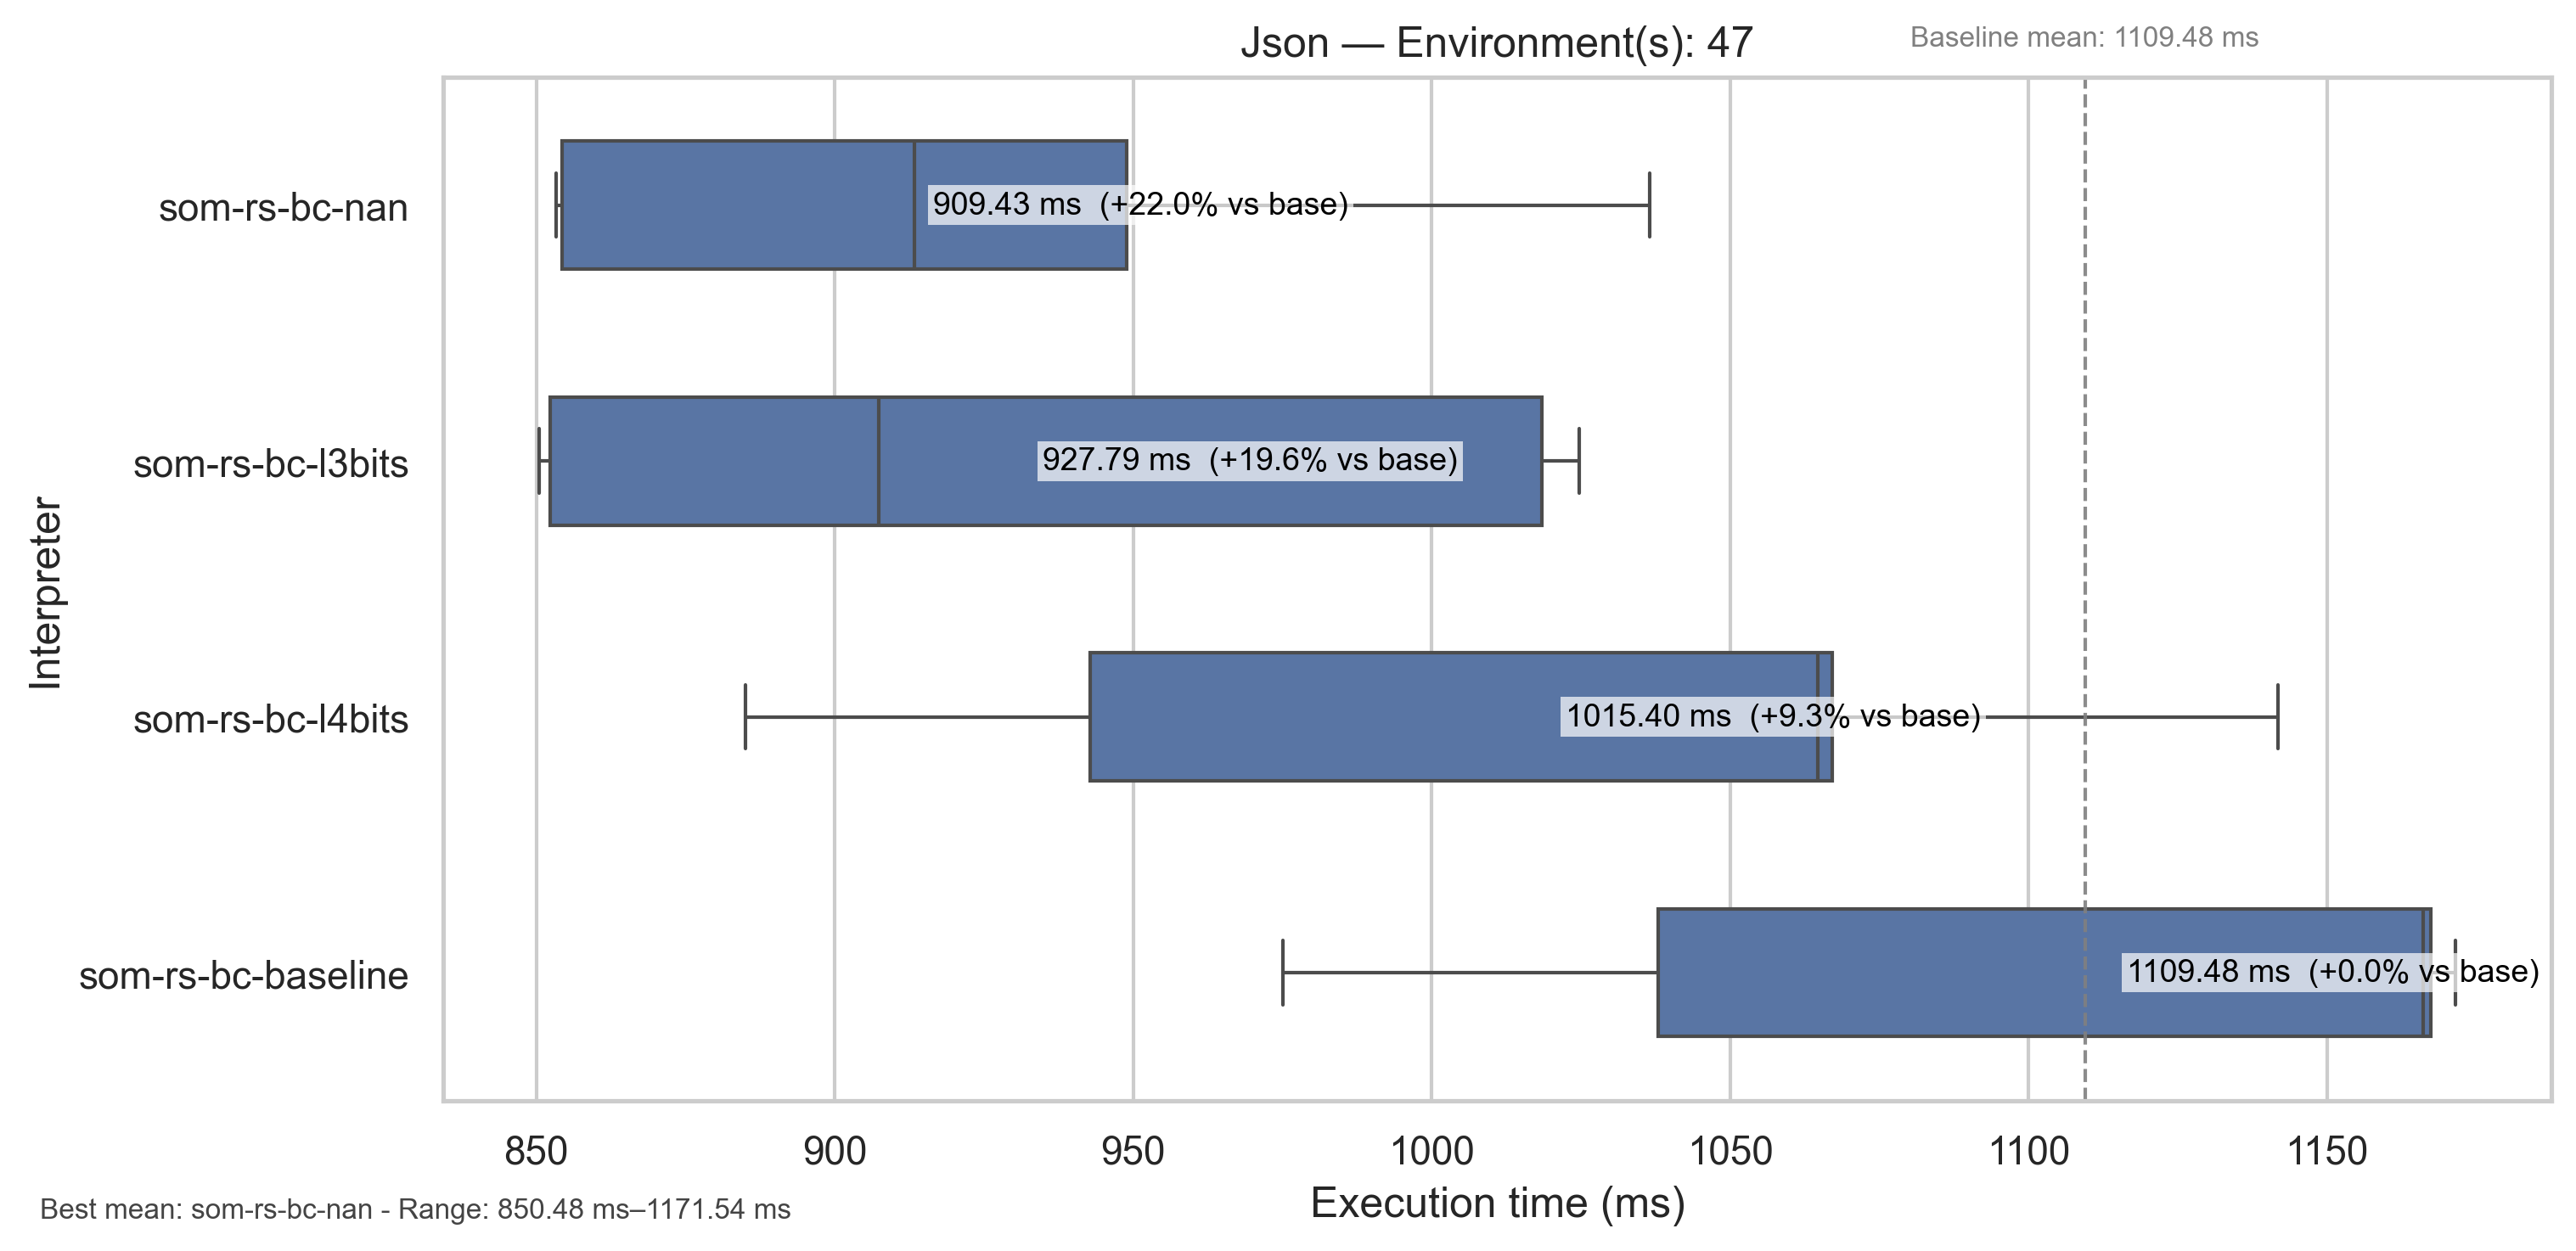 Json — Environment(s): 47
Baseline mean: 1109.48 ms
Interpreter
som-rs-bc-nan
909.43 ms  (+22.0% vs base)
som-rs-bc-l3bits
927.79 ms  (+19.6% vs base)
som-rs-bc-l4bits
1015.40 ms  (+9.3% vs base)
som-rs-bc-baseline
1109.48 ms  (+0.0% vs base)
850 900 950 1000 1050 1100 1150
Execution time (ms)
Best mean: som-rs-bc-nan - Range: 850.48 ms–1171.54 ms